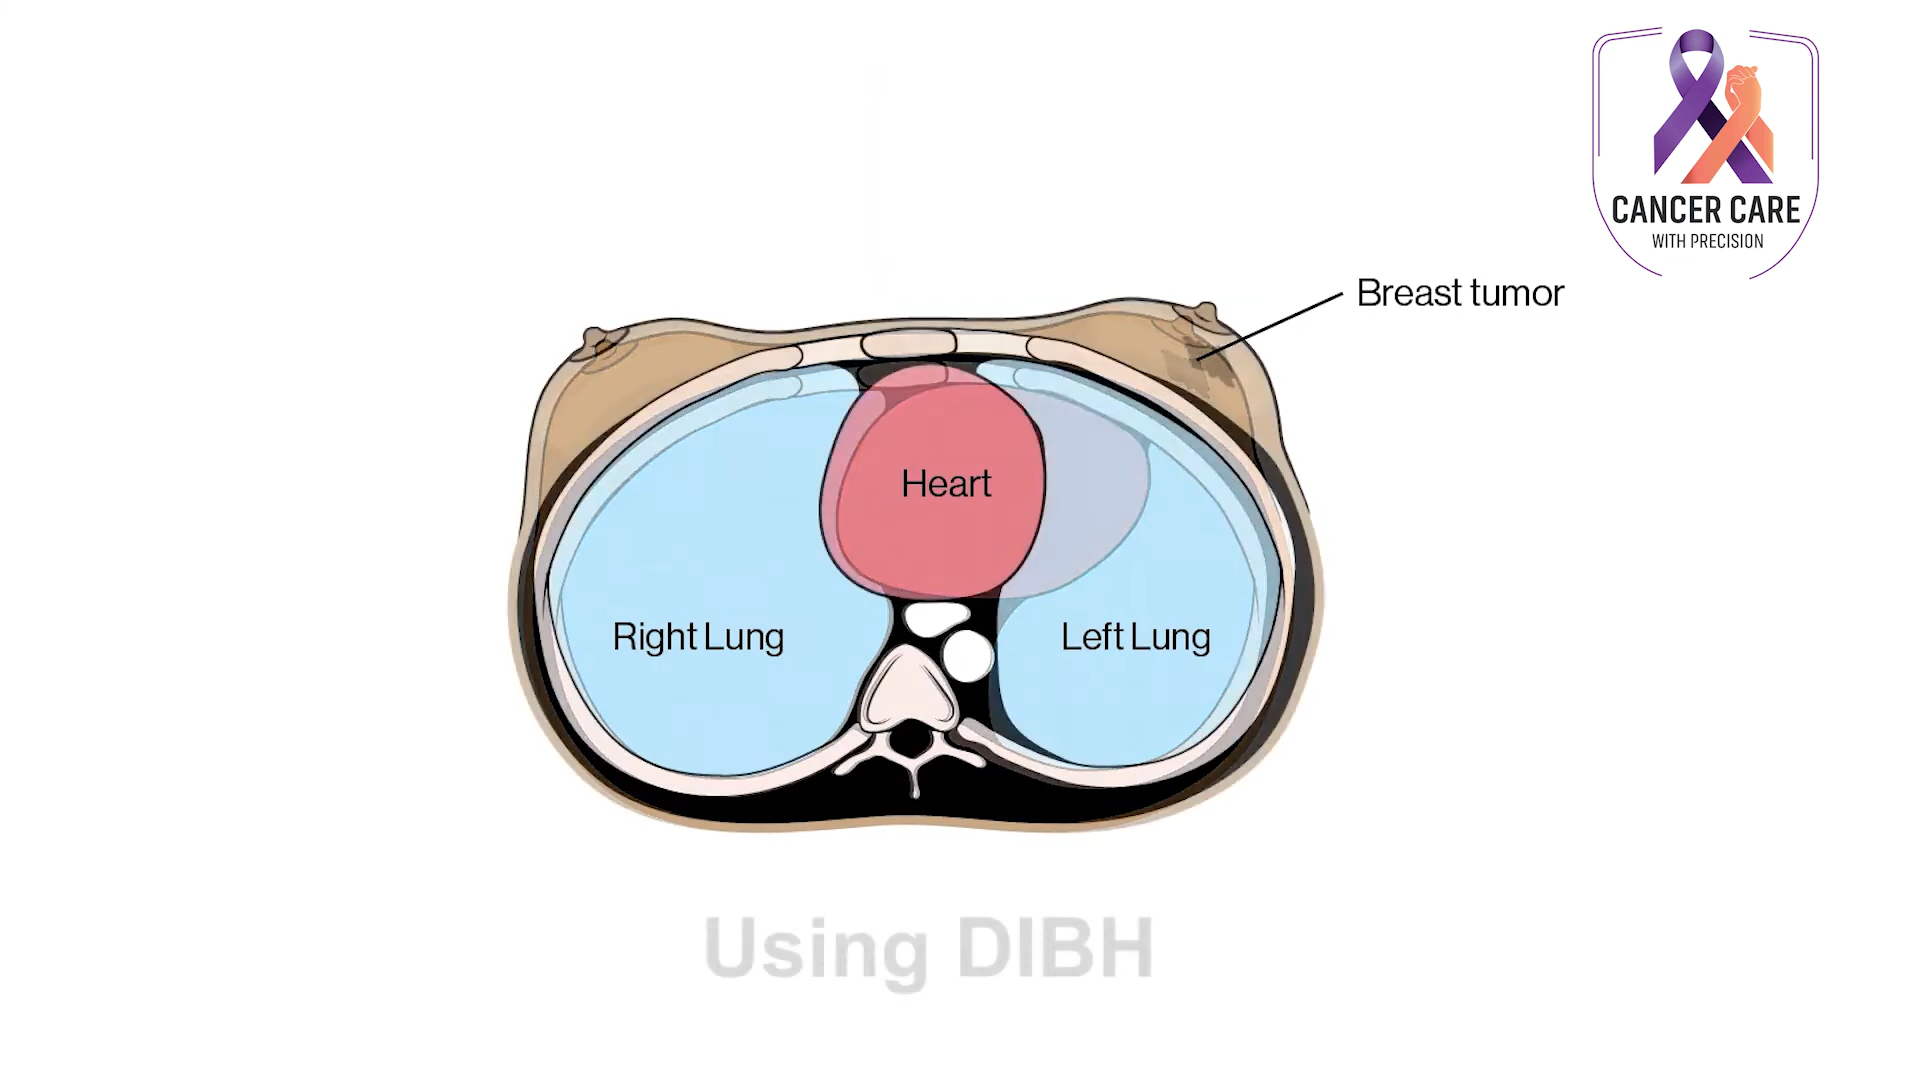 CANCER CARE
WITH PRECISION
Breast tumor
Heart
Right Lung
Left Lung
Using DIBH